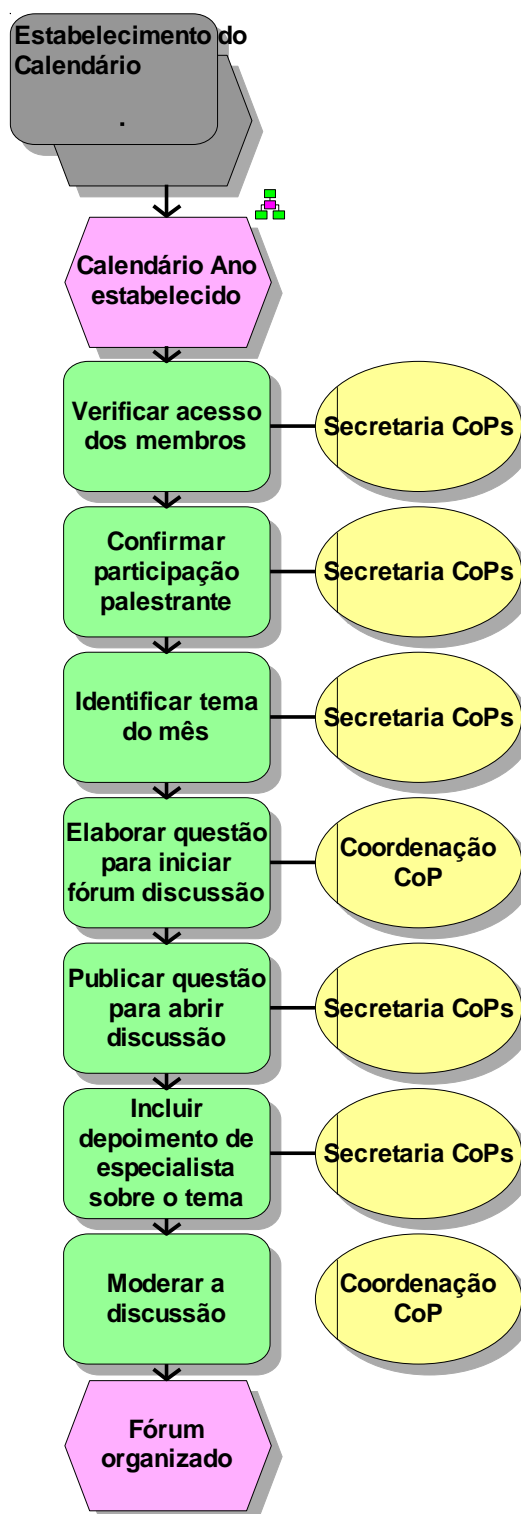 Estabelecimento do
Calendário
.
Calendário Ano
estabelecido
Verificar acesso
dos membros
Secretaria CoPs
Confirmar
participação
palestrante
Secretaria CoPs
Identificar tema
do mês
Secretaria CoPs
Elaborar questão
para iniciar
fórum discussão
Coordenação
CoP
Publicar questão
para abrir
discussão
Secretaria CoPs
Incluir
depoimento de
especialista
sobre o tema
Secretaria CoPs
Moderar a
discussão
Coordenação
CoP
Fórum
organizado